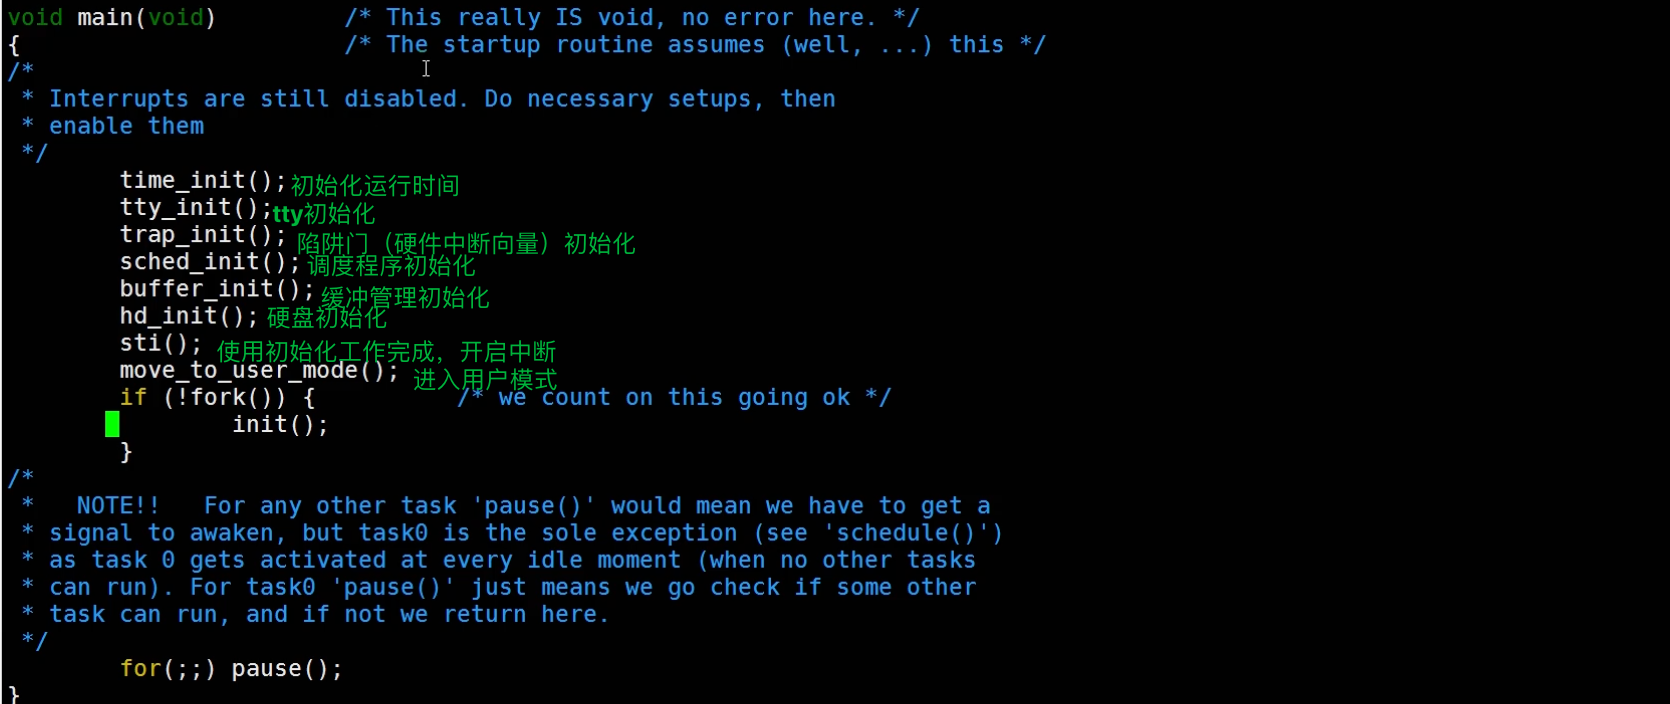 void main(void)         /* This really IS void, no error here. */
{                       /* The startup routine assumes (well, ...) this */
/*
 * Interrupts are still disabled. Do necessary setups, then
 * enable them
 */
        time_init(); 初始化运行时间
        tty_init(); tty初始化
        trap_init(); 陷阱门（硬件中断向量）初始化
        sched_init(); 调度程序初始化
        buffer_init(); 缓冲管理初始化
        hd_init(); 硬盘初始化
        sti(); 使用初始化工作完成，开启中断
        move_to_user_mode(); 进入用户模式
        if (!fork()) {          /* we count on this going ok */
                init();
        }
/*
 *   NOTE!!   For any other task 'pause()' would mean we have to get a
 * signal to awaken, but task0 is the sole exception (see 'schedule()')
 * as task 0 gets activated at every idle moment (when no other tasks
 * can run). For task0 'pause()' just means we go check if some other
 * task can run, and if not we return here.
 */
        for(;;) pause();
}